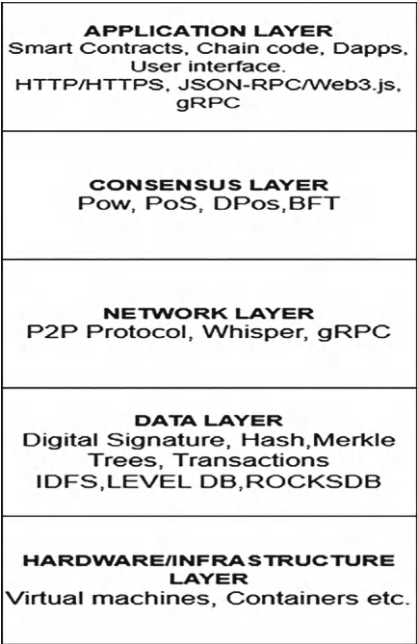 APPLICATION LAYER
Smart Contracts, Chain code, Dapps,
User interface.
HTTP/HTTPS, JSON-RPC/Web3.js,
gRPC
CONSENSUS LAYER
Pow, PoS, DPos,BFT
NETWORK LAYER
P2P Protocol, Whisper, gRPC
DATA LAYER
Digital Signature, Hash,Merkle
Trees, Transactions
IDFS,LEVEL DB,ROCKSDB
HARDWARE/INFRASTRUCTURE
LAYER
Virtual machines, Containers etc.